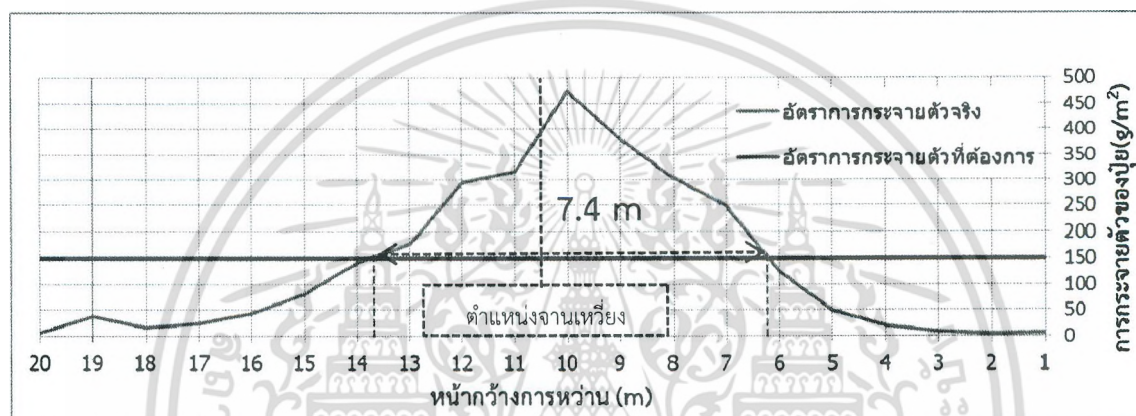 500
450
400
350
300
250
200
150
100
50
0
การกระจายตัวของปุ๋ย(g/m²)
อัตราการกระจายตัวจริง
อัตราการกระจายตัวที่ต้องการ
7.4 m
ตำแหน่งจานเหวี่ยง
20 19 18 17 16 15 14 13 12 11 10 9 8 7 6 5 4 3 2 1
หน้ากว้างการหว่าน (m)